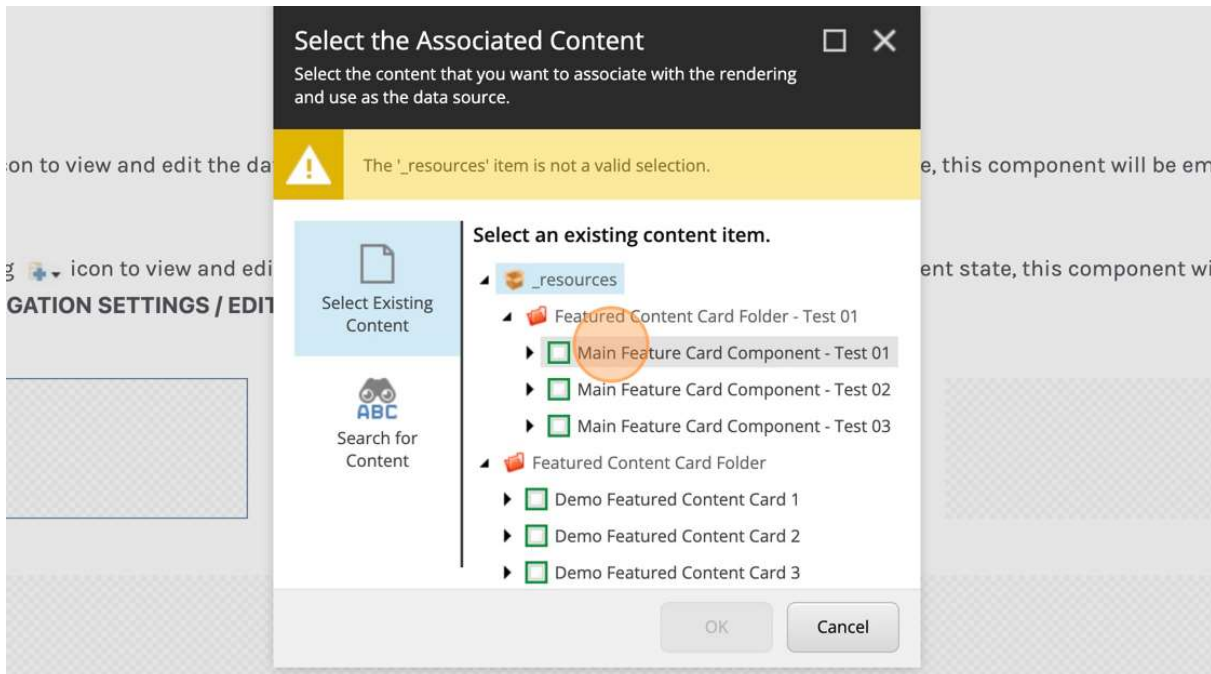 Select the Associated Content
Select the content that you want to associate with the rendering
and use as the data source.
on to view and edit the da
The '_resources' item is not a valid selection.
e, this component will be em
Select an existing content item.
icon to view and edi
ent state, this component wi
GATION SETTINGS / EDIT
_resources
Select Existing
Content
Featured Content Card Folder - Test 01
Main Feature Card Component - Test 01
Main Feature Card Component - Test 02
Main Feature Card Component - Test 03
ABC
Search for
Content
Featured Content Card Folder
Demo Featured Content Card 1
Demo Featured Content Card 2
Demo Featured Content Card 3
OK
Cancel